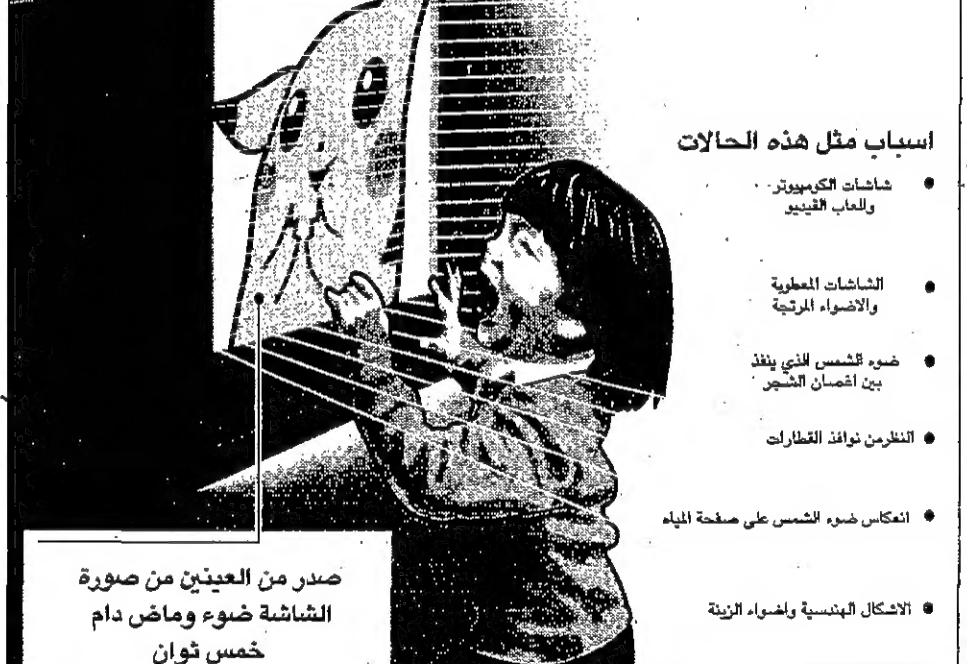 اسباب مثل هذه الحالات
شاشات الكومبيوتر
والعاب الفيديو
الشاشات المعطوبة
والاضواء المرتجة
ضوء الشمس الذي ينفذ
بين اغصان الشجر
النظر من نوافذ القطارات
انعكاس ضوء الشمس على صفحة المياه
الاشكال الهندسية واضواء الزينة
صدر من العينين من صورة
الشاشة ضوء وماض دام
خمس ثوان